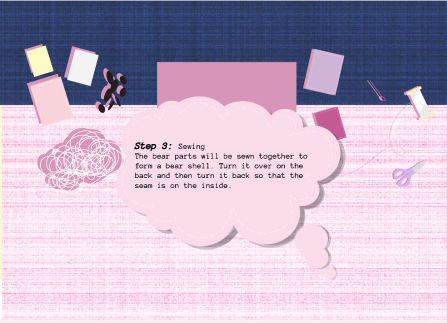 Step 3: Sewing
The bear parts will be sewn together to
form a bear shell. Turn it over on the
back and then turn it back so that the
seam is on the inside.